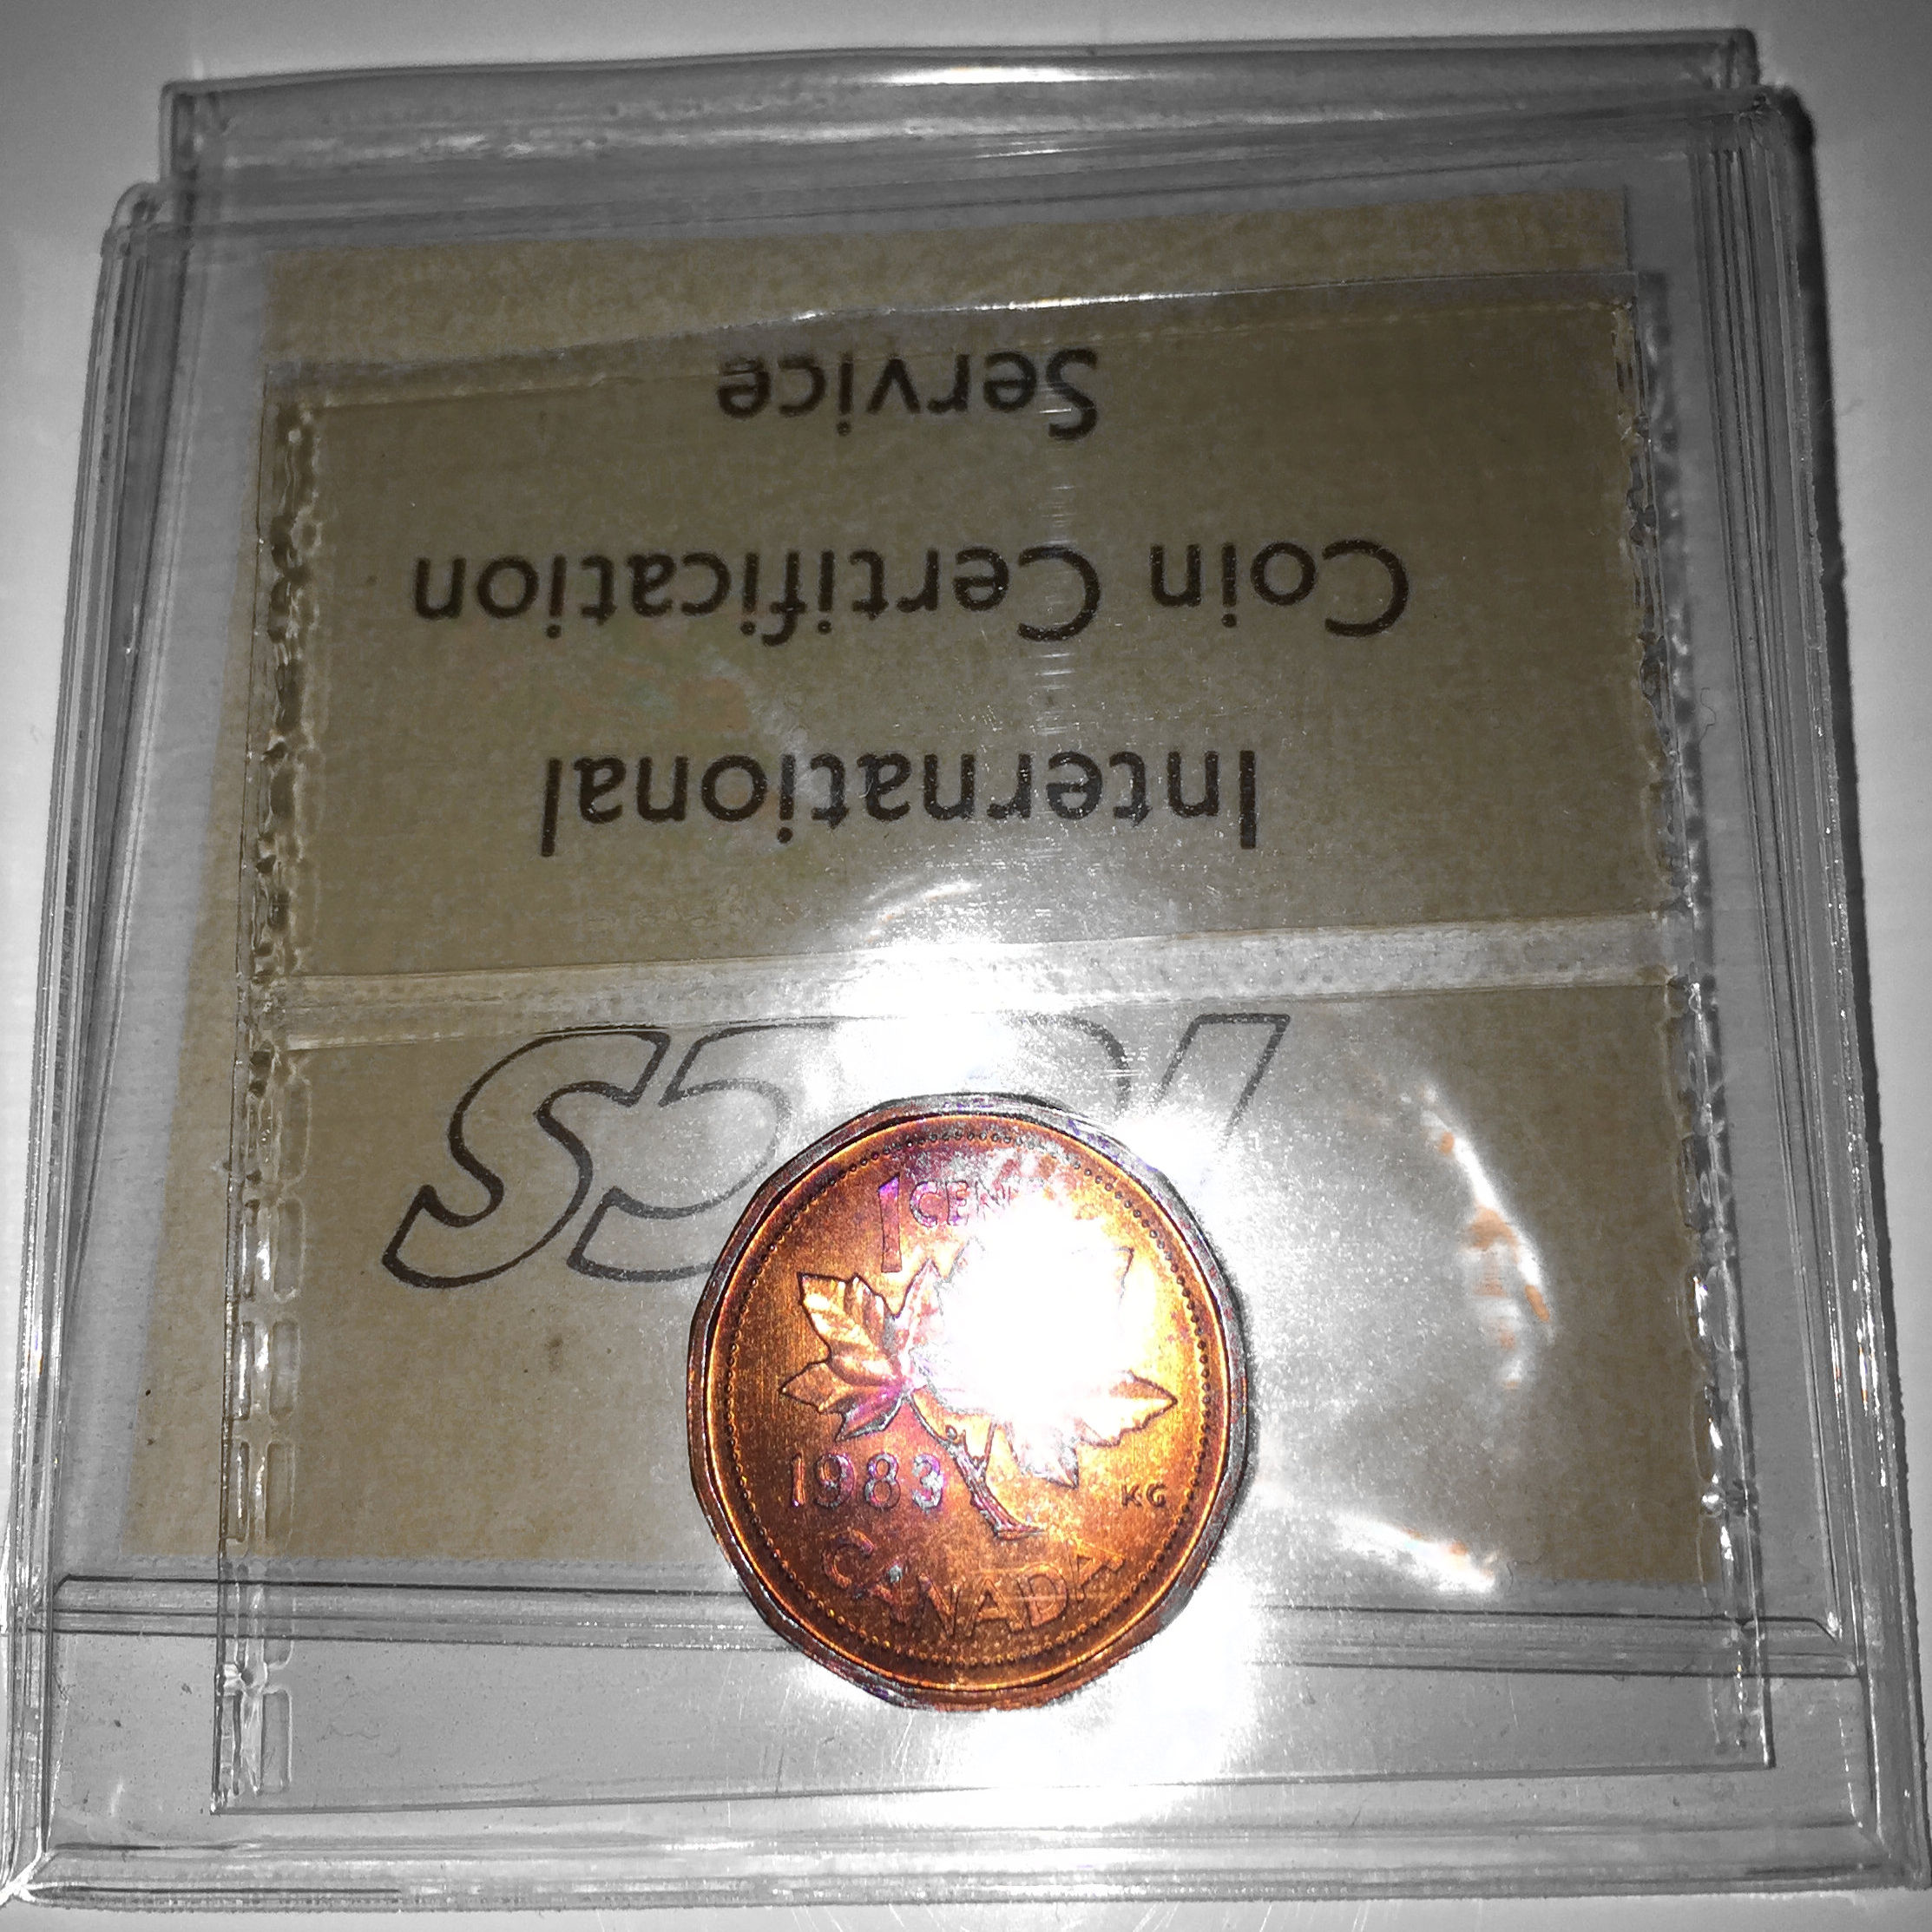 International
Coin Certification
Service
ICCS
1 CENT
1983
KG
CANADA